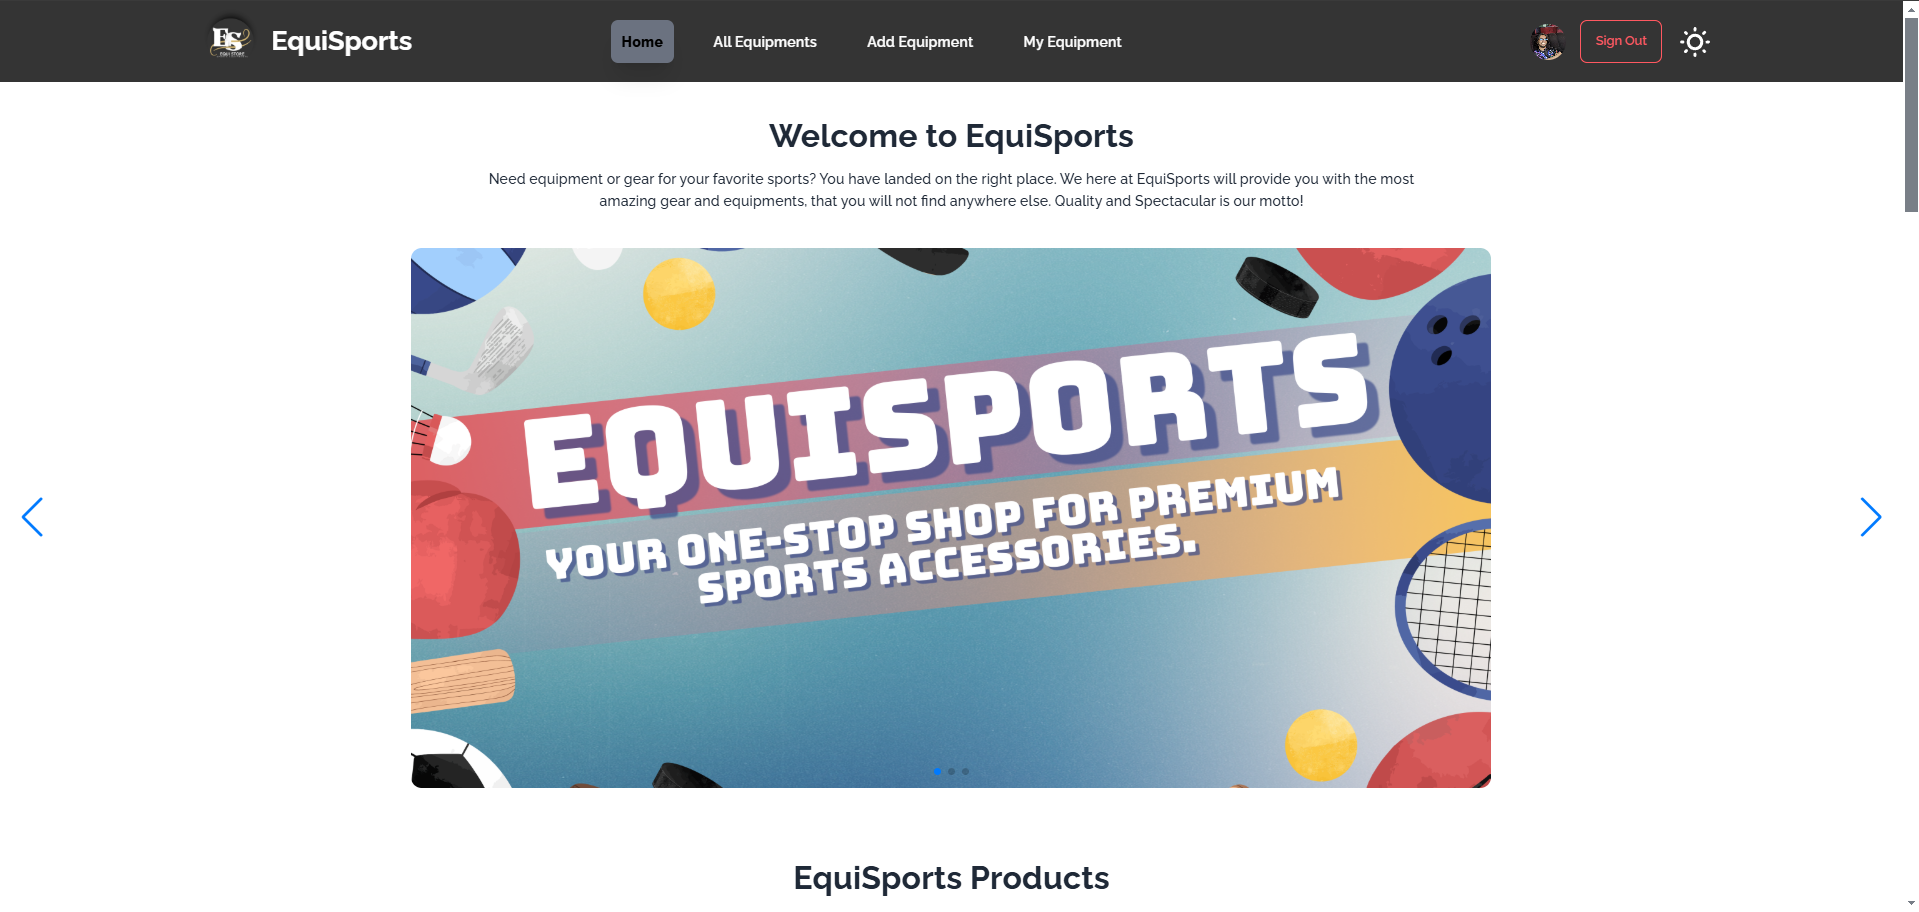 ES
EQUI STORE
EquiSports
Home
All Equipments
Add Equipment
My Equipment
Sign Out
Welcome to EquiSports
Need equipment or gear for your favorite sports? You have landed on the right place. We here at EquiSports will provide you with the most
amazing gear and equipments, that you will not find anywhere else. Quality and Spectacular is our motto!
EQUISPORTS
YOUR ONE-STOP SHOP FOR PREMIUM
SPORTS ACCESSORIES.
EquiSports Products